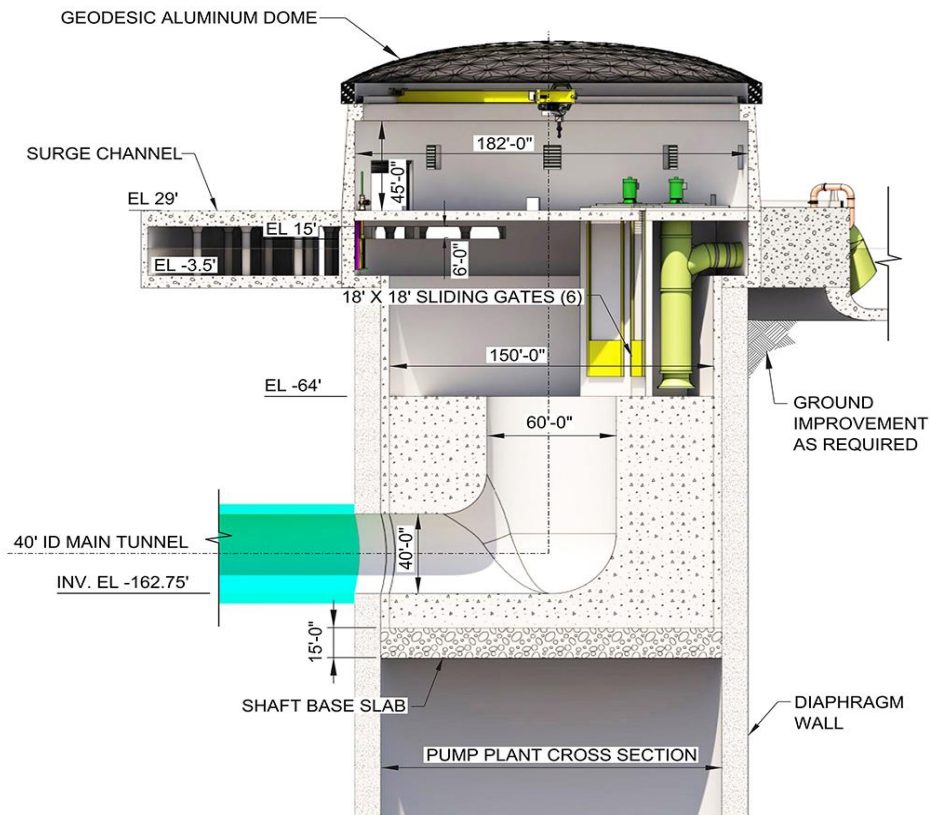 GEODESIC ALUMINUM DOME
182'-0"
SURGE CHANNEL
45'-0"
EL 29'
EL 15'
6'-0"
EL -3.5'
18' X 18' SLIDING GATES (6)
150'-0"
EL -64'
GROUND
IMPROVEMENT
AS REQUIRED
60'-0"
40' ID MAIN TUNNEL
40'-0"
INV. EL -162.75'
15'-0"
SHAFT BASE SLAB
DIAPHRAGM
WALL
PUMP PLANT CROSS SECTION